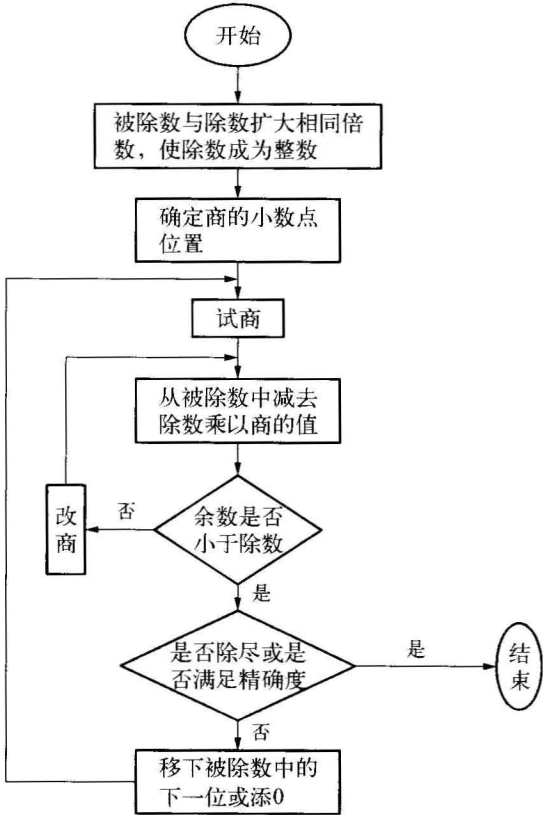 开始
被除数与除数扩大相同倍
数，使除数成为整数
确定商的小数点
位置
试商
从被除数中减去
除数乘以商的值
改
商
否
余数是否
小于除数
是
是否除尽或是
否满足精确度
是
结
束
否
移下被除数中的
下一位或添0